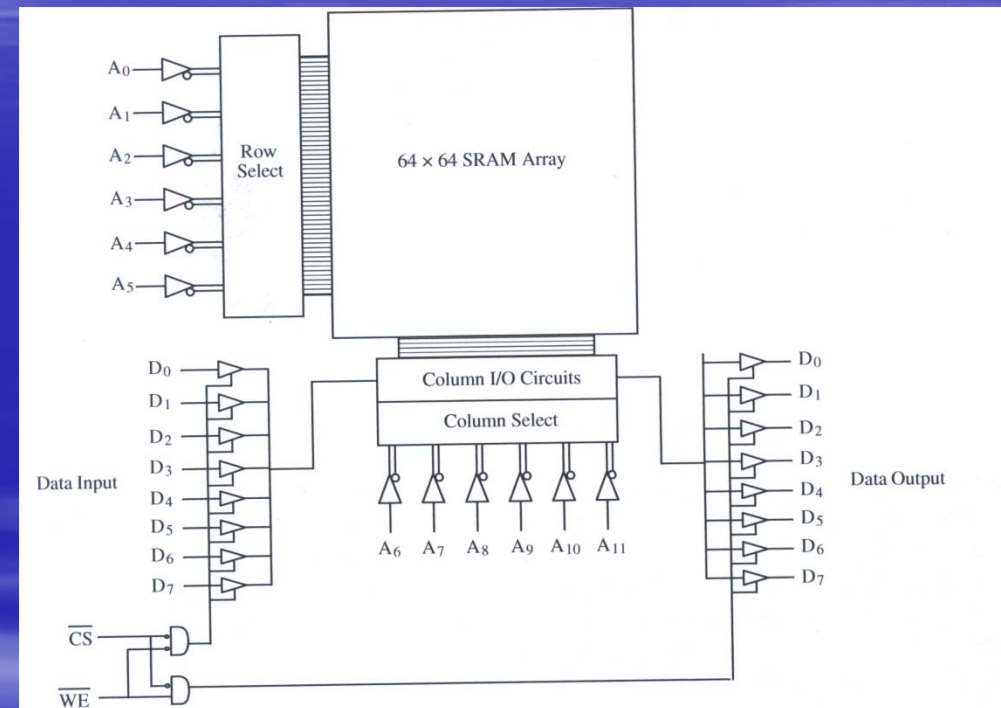 A0
A1
A2
A3
A4
A5
Row
Select
64 × 64 SRAM Array
Column I/O Circuits
Column Select
A6 A7 A8 A9 A10 A11
Data Input
D0
D1
D2
D3
D4
D5
D6
D7
D0
D1
D2
D3
D4
D5
D6
D7
Data Output
C̅S̅
W̅E̅